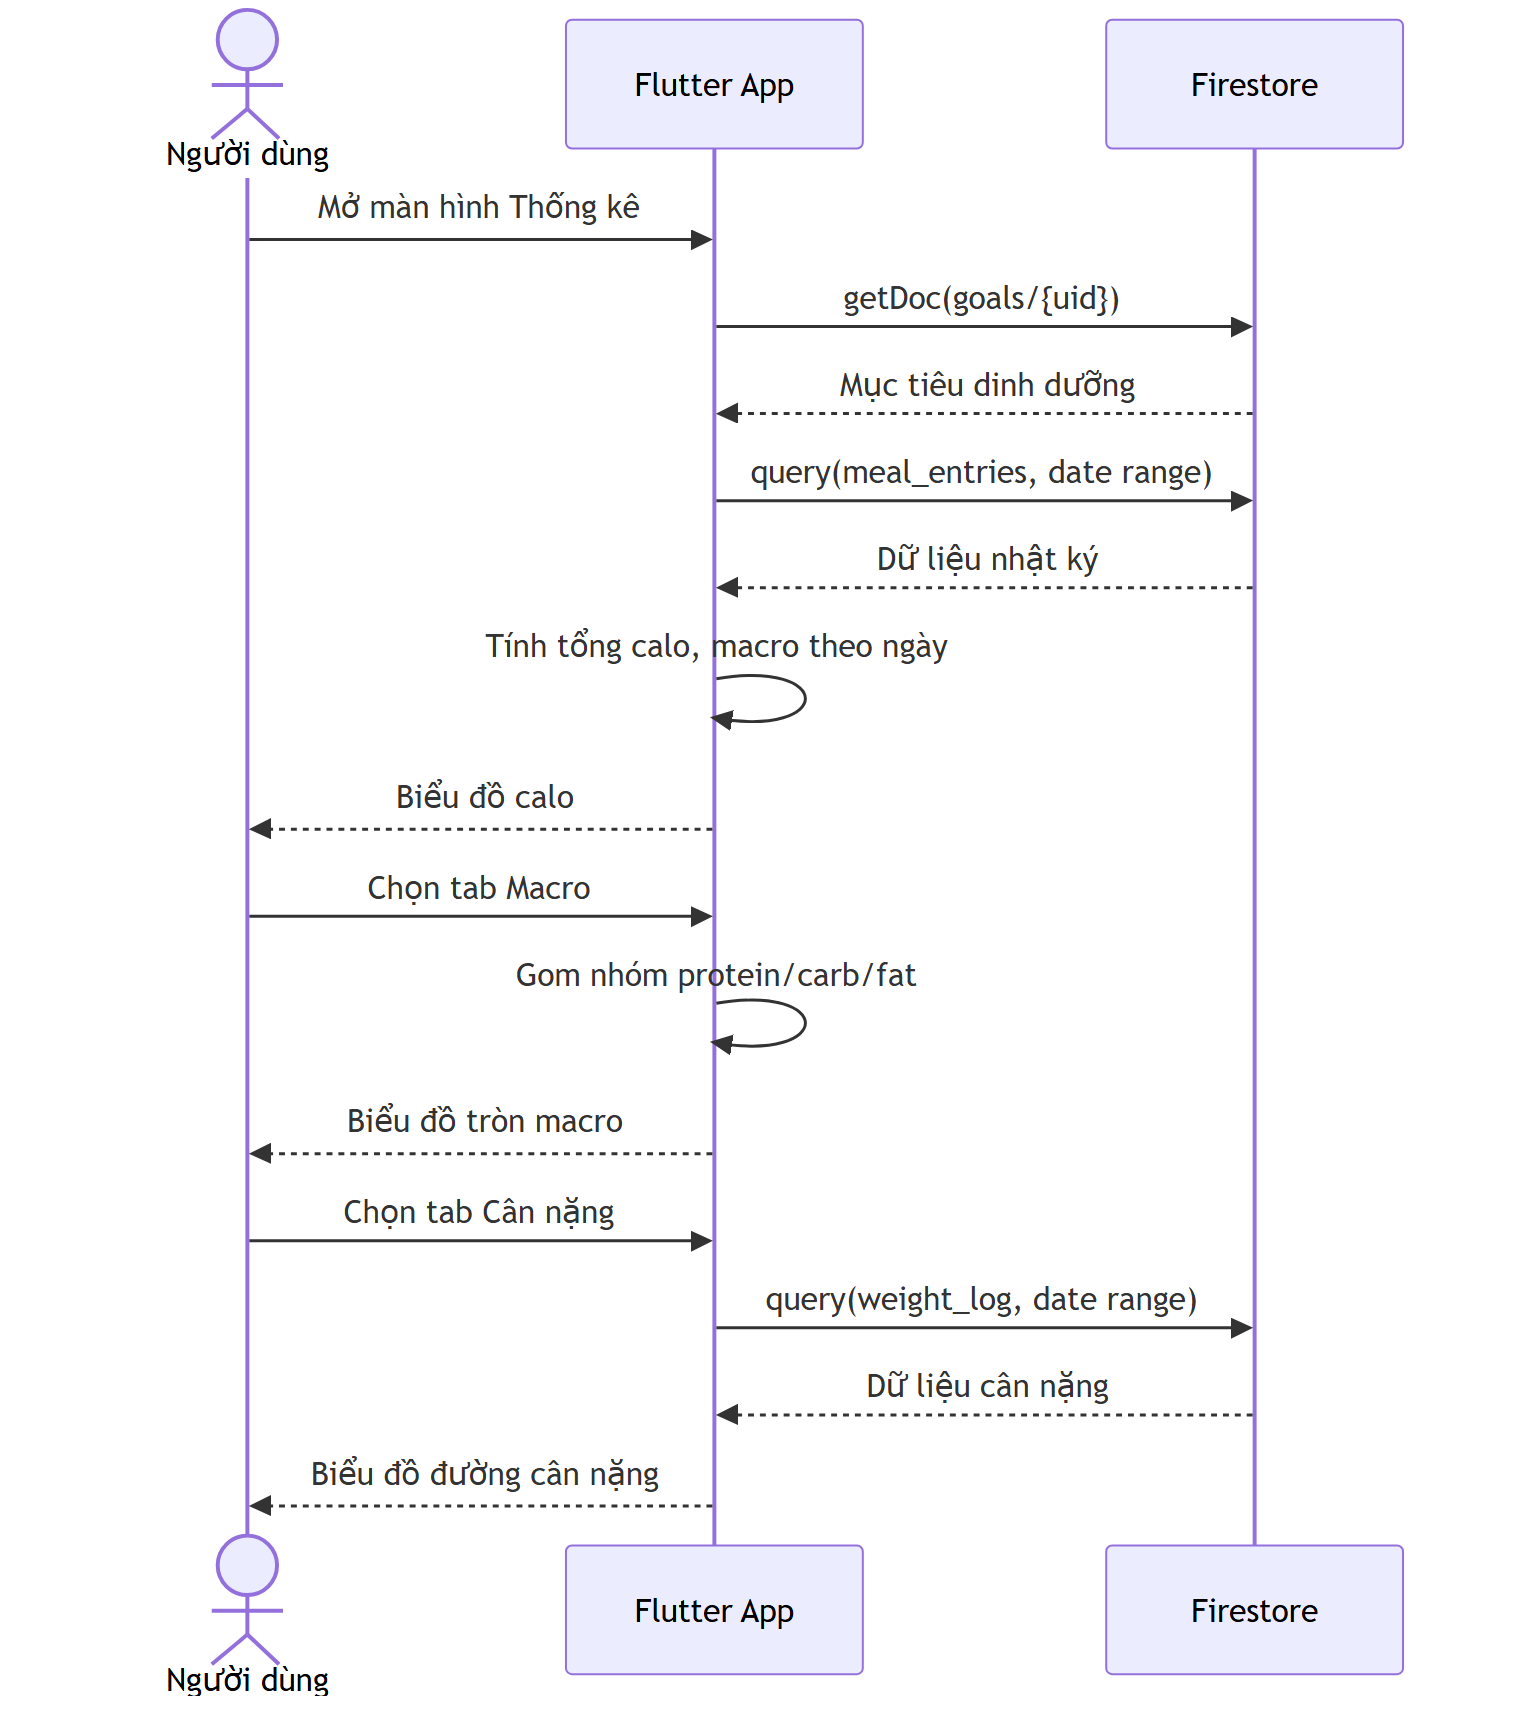 Người dùng
Flutter App
Firestore
Mở màn hình Thống kê
getDoc(goals/{uid})
Mục tiêu dinh dưỡng
query(meal_entries, date range)
Dữ liệu nhật ký
Tính tổng calo, macro theo ngày
Biểu đồ calo
Chọn tab Macro
Gom nhóm protein/carb/fat
Biểu đồ tròn macro
Chọn tab Cân nặng
query(weight_log, date range)
Dữ liệu cân nặng
Biểu đồ đường cân nặng
Người dùng
Flutter App
Firestore